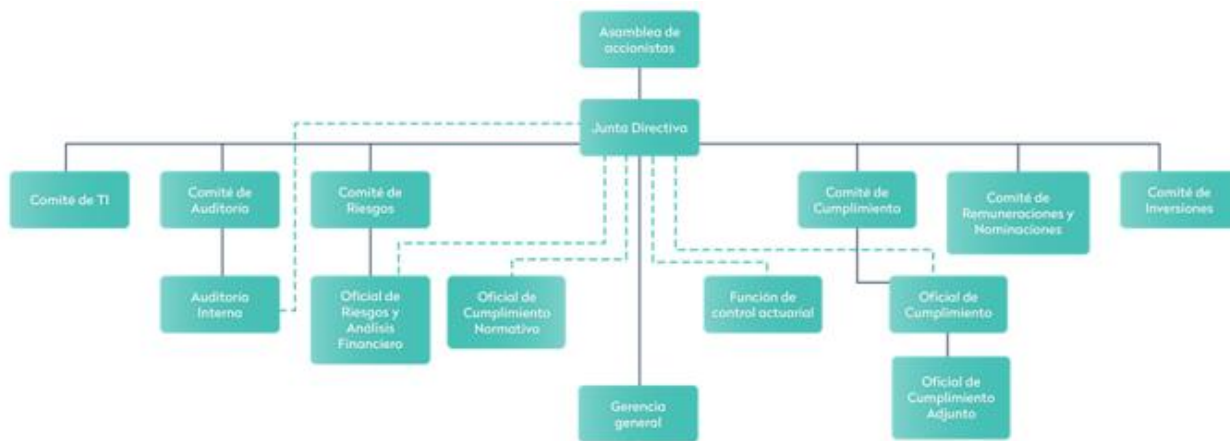 Asamblea de
accionistas
Junta Directiva
Comité de TI
Comité de
Auditoría
Comité de
Riesgos
Comité de
Cumplimiento
Comité de
Remuneraciones y
Nominaciones
Comité de
Inversiones
Auditoría
Interna
Oficial de
Riesgos y
Análisis
Financiero
Oficial de
Cumplimiento
Normativo
Función de
control actuarial
Oficial de
Cumplimiento
Gerencia
general
Oficial de
Cumplimiento
Adjunto